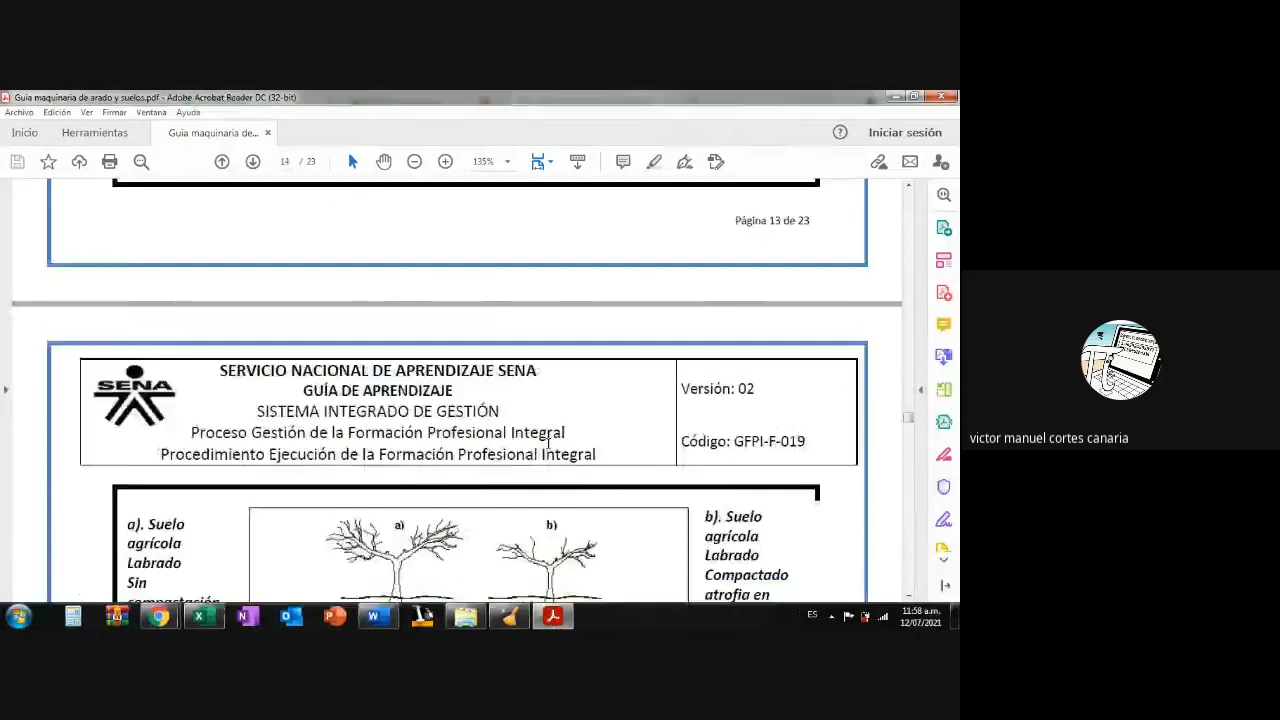 Guia maquinaria de arado y suelos.pdf - Adobe Acrobat Reader DC (32-bit)
Archivo Edición Ver Firmar Ventana Ayuda
Inicio Herramientas Guia maquinaria de... × Iniciar sesión
14 / 23 135%
Página 13 de 23
SENA
SERVICIO NACIONAL DE APRENDIZAJE SENA
GUÍA DE APRENDIZAJE
SISTEMA INTEGRADO DE GESTIÓN
Proceso Gestión de la Formación Profesional Integral
Procedimiento Ejecución de la Formación Profesional Integral
Versión: 02
Código: GFPI-F-019
a). Suelo
agrícola
Labrado
Sin
compactación
a)
b)
b). Suelo
agrícola
Labrado
Compactado
atrofia en
victor manuel cortes canaria
ES
11:58 a.m.
12/07/2021